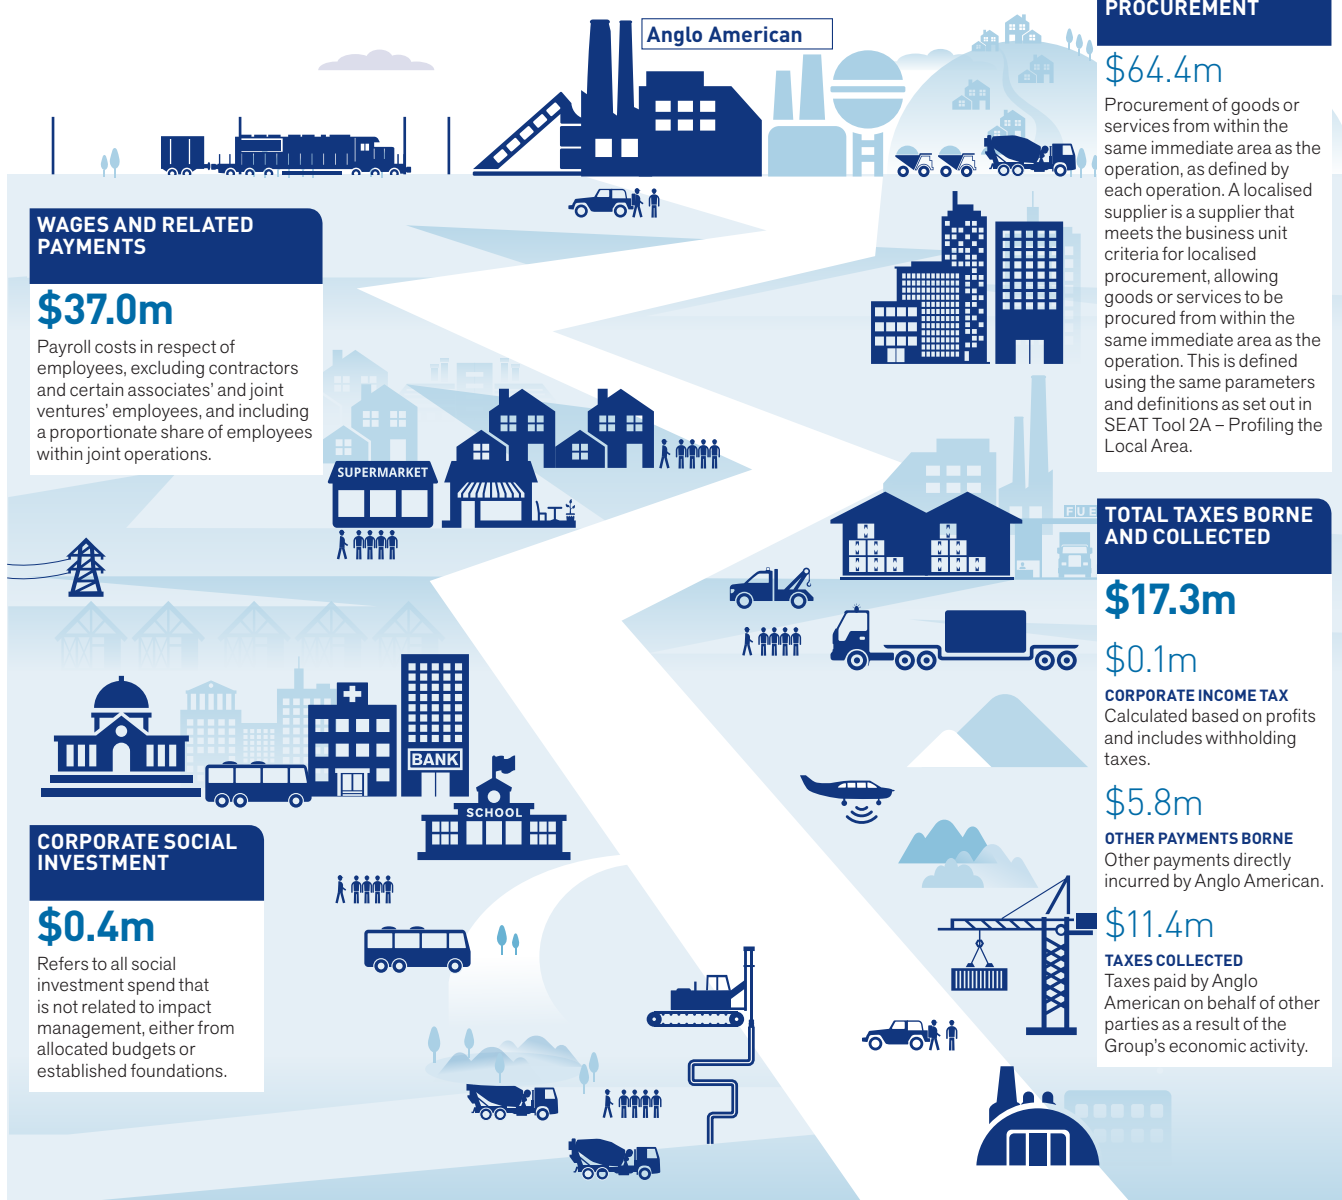 Anglo American
WAGES AND RELATED
PAYMENTS
$37.0m
Payroll costs in respect of
employees, excluding contractors
and certain associates’ and joint
ventures’ employees, and including
a proportionate share of employees
within joint operations.
SUPERMARKET
BANK
SCHOOL
CORPORATE SOCIAL
INVESTMENT
$0.4m
Refers to all social
investment spend that
is not related to impact
management, either from
allocated budgets or
established foundations.
PROCUREMENT
$64.4m
Procurement of goods or
services from within the
same immediate area as the
operation, as defined by
each operation. A localised
supplier is a supplier that
meets the business unit
criteria for localised
procurement, allowing
goods or services to be
procured from within the
same immediate area as the
operation. This is defined
using the same parameters
and definitions as set out in
SEAT Tool 2A – Profiling the
Local Area.
FUE
TOTAL TAXES BORNE
AND COLLECTED
$17.3m
$0.1m
CORPORATE INCOME TAX
Calculated based on profits
and includes withholding
taxes.
$5.8m
OTHER PAYMENTS BORNE
Other payments directly
incurred by Anglo American.
$11.4m
TAXES COLLECTED
Taxes paid by Anglo
American on behalf of other
parties as a result of the
Group’s economic activity.